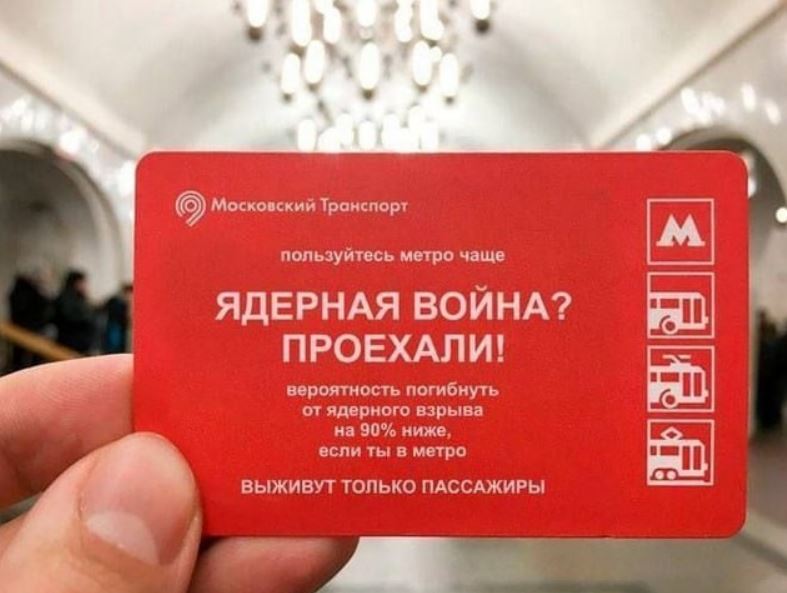 Московский Транспорт
пользуйтесь метро чаще
ЯДЕРНАЯ ВОЙНА?
ПРОЕХАЛИ!
вероятность погибнуть
от ядерного взрыва
на 90% ниже,
если ты в метро
ВЫЖИВУТ ТОЛЬКО ПАССАЖИРЫ
М